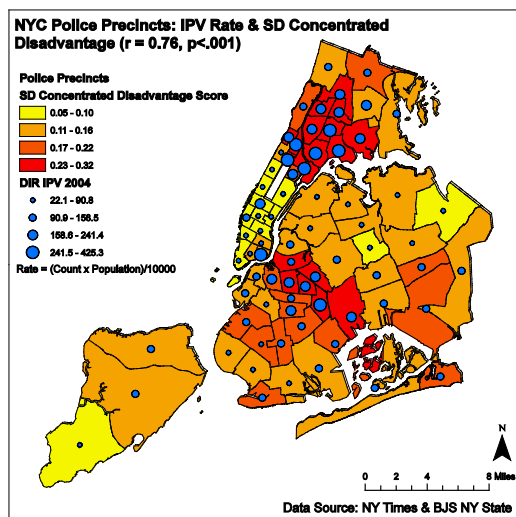 NYC Police Precincts: IPV Rate & SD Concentrated
Disadvantage (r = 0.76, p<.001)
Police Precincts
SD Concentrated Disadvantage Score
0.05 - 0.10
0.11 - 0.16
0.17 - 0.22
0.23 - 0.32
DIR IPV 2004
22.1 - 90.8
90.9 - 158.5
158.6 - 241.4
241.5 - 425.3
Rate = (Count x Population)/10000
N
0 2 4 8 Miles
Data Source: NY Times & BJS NY State